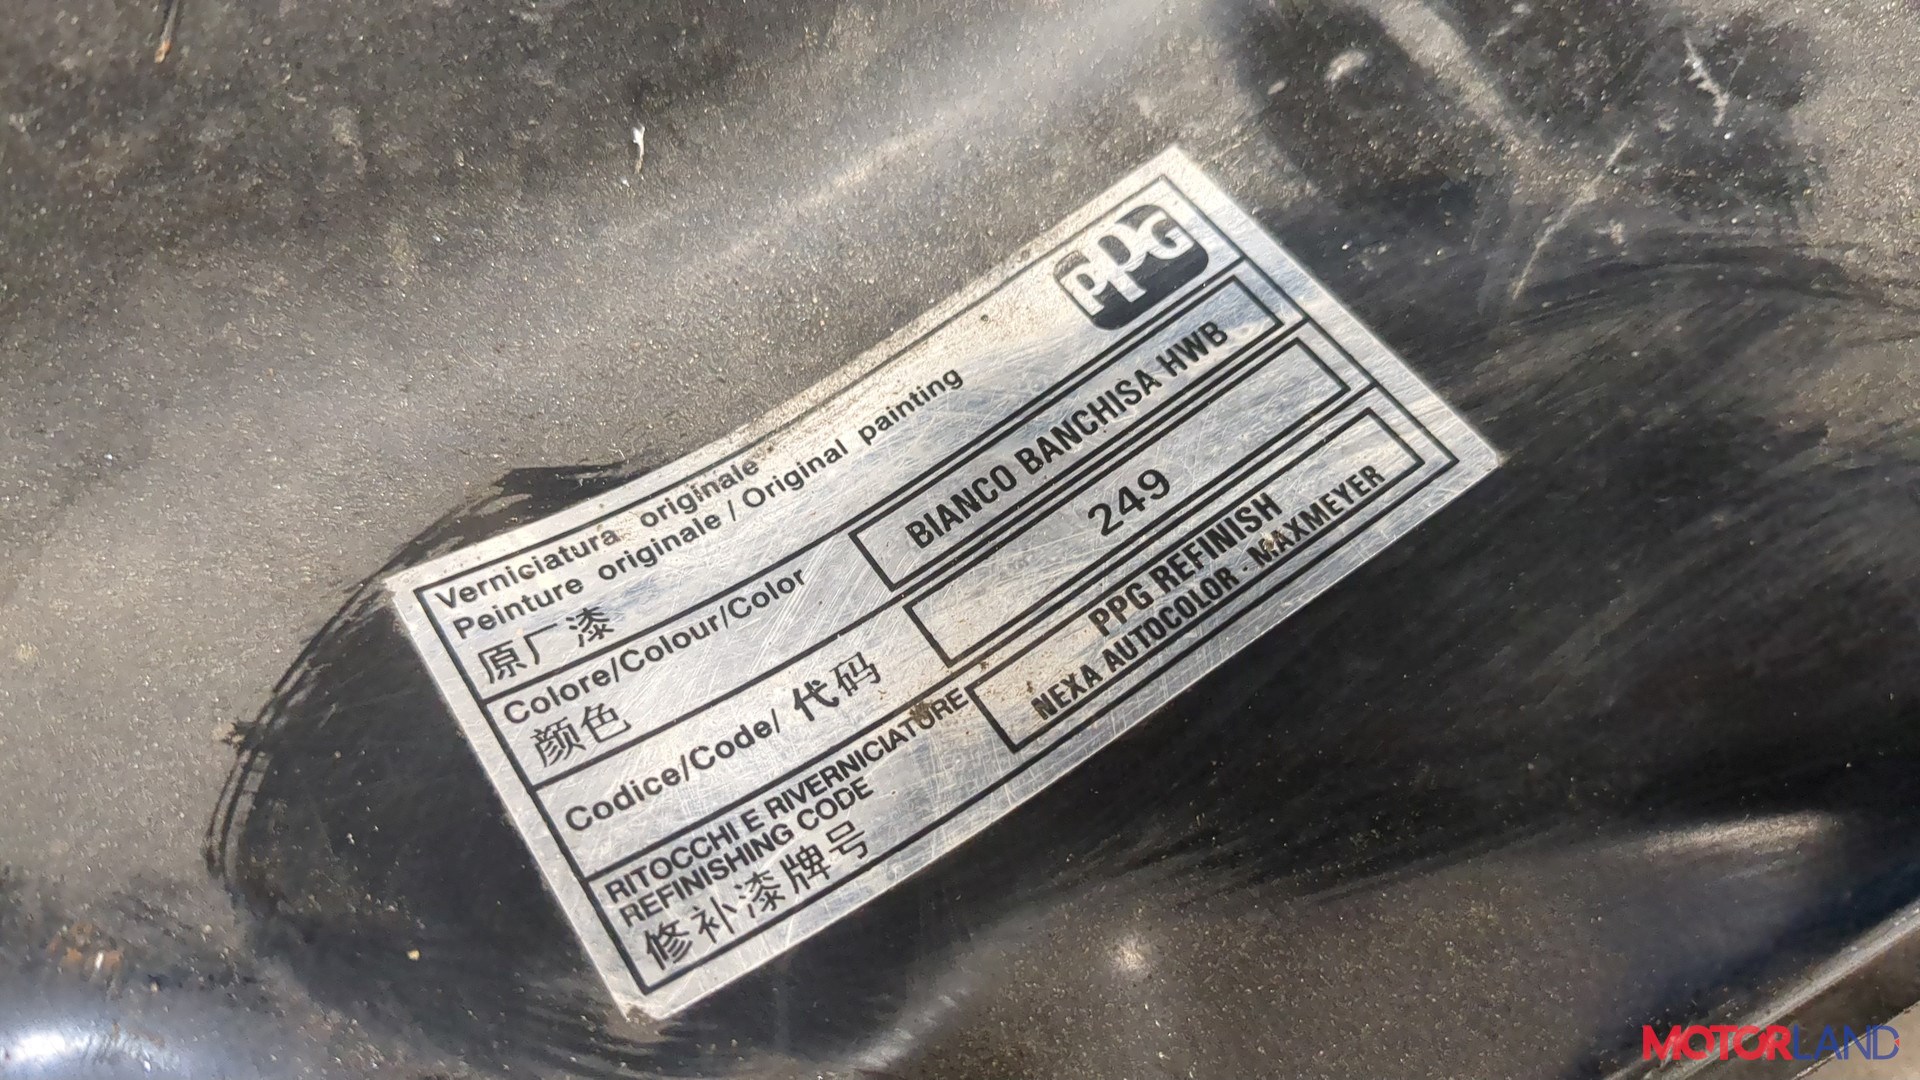 PPG
Verniciatura originale
Peinture originale / Original painting
原厂漆
Colore/Colour/Color
颜色
BIANCO BANCHISA HWB
Codice/Code/ 代码
249
RITOCCHI E RIVERNICIATURE
REFINISHING CODE
修补漆牌号
PPG REFINISH
NEXA AUTOCOLOR - MAXMEYER
MOTORLAND